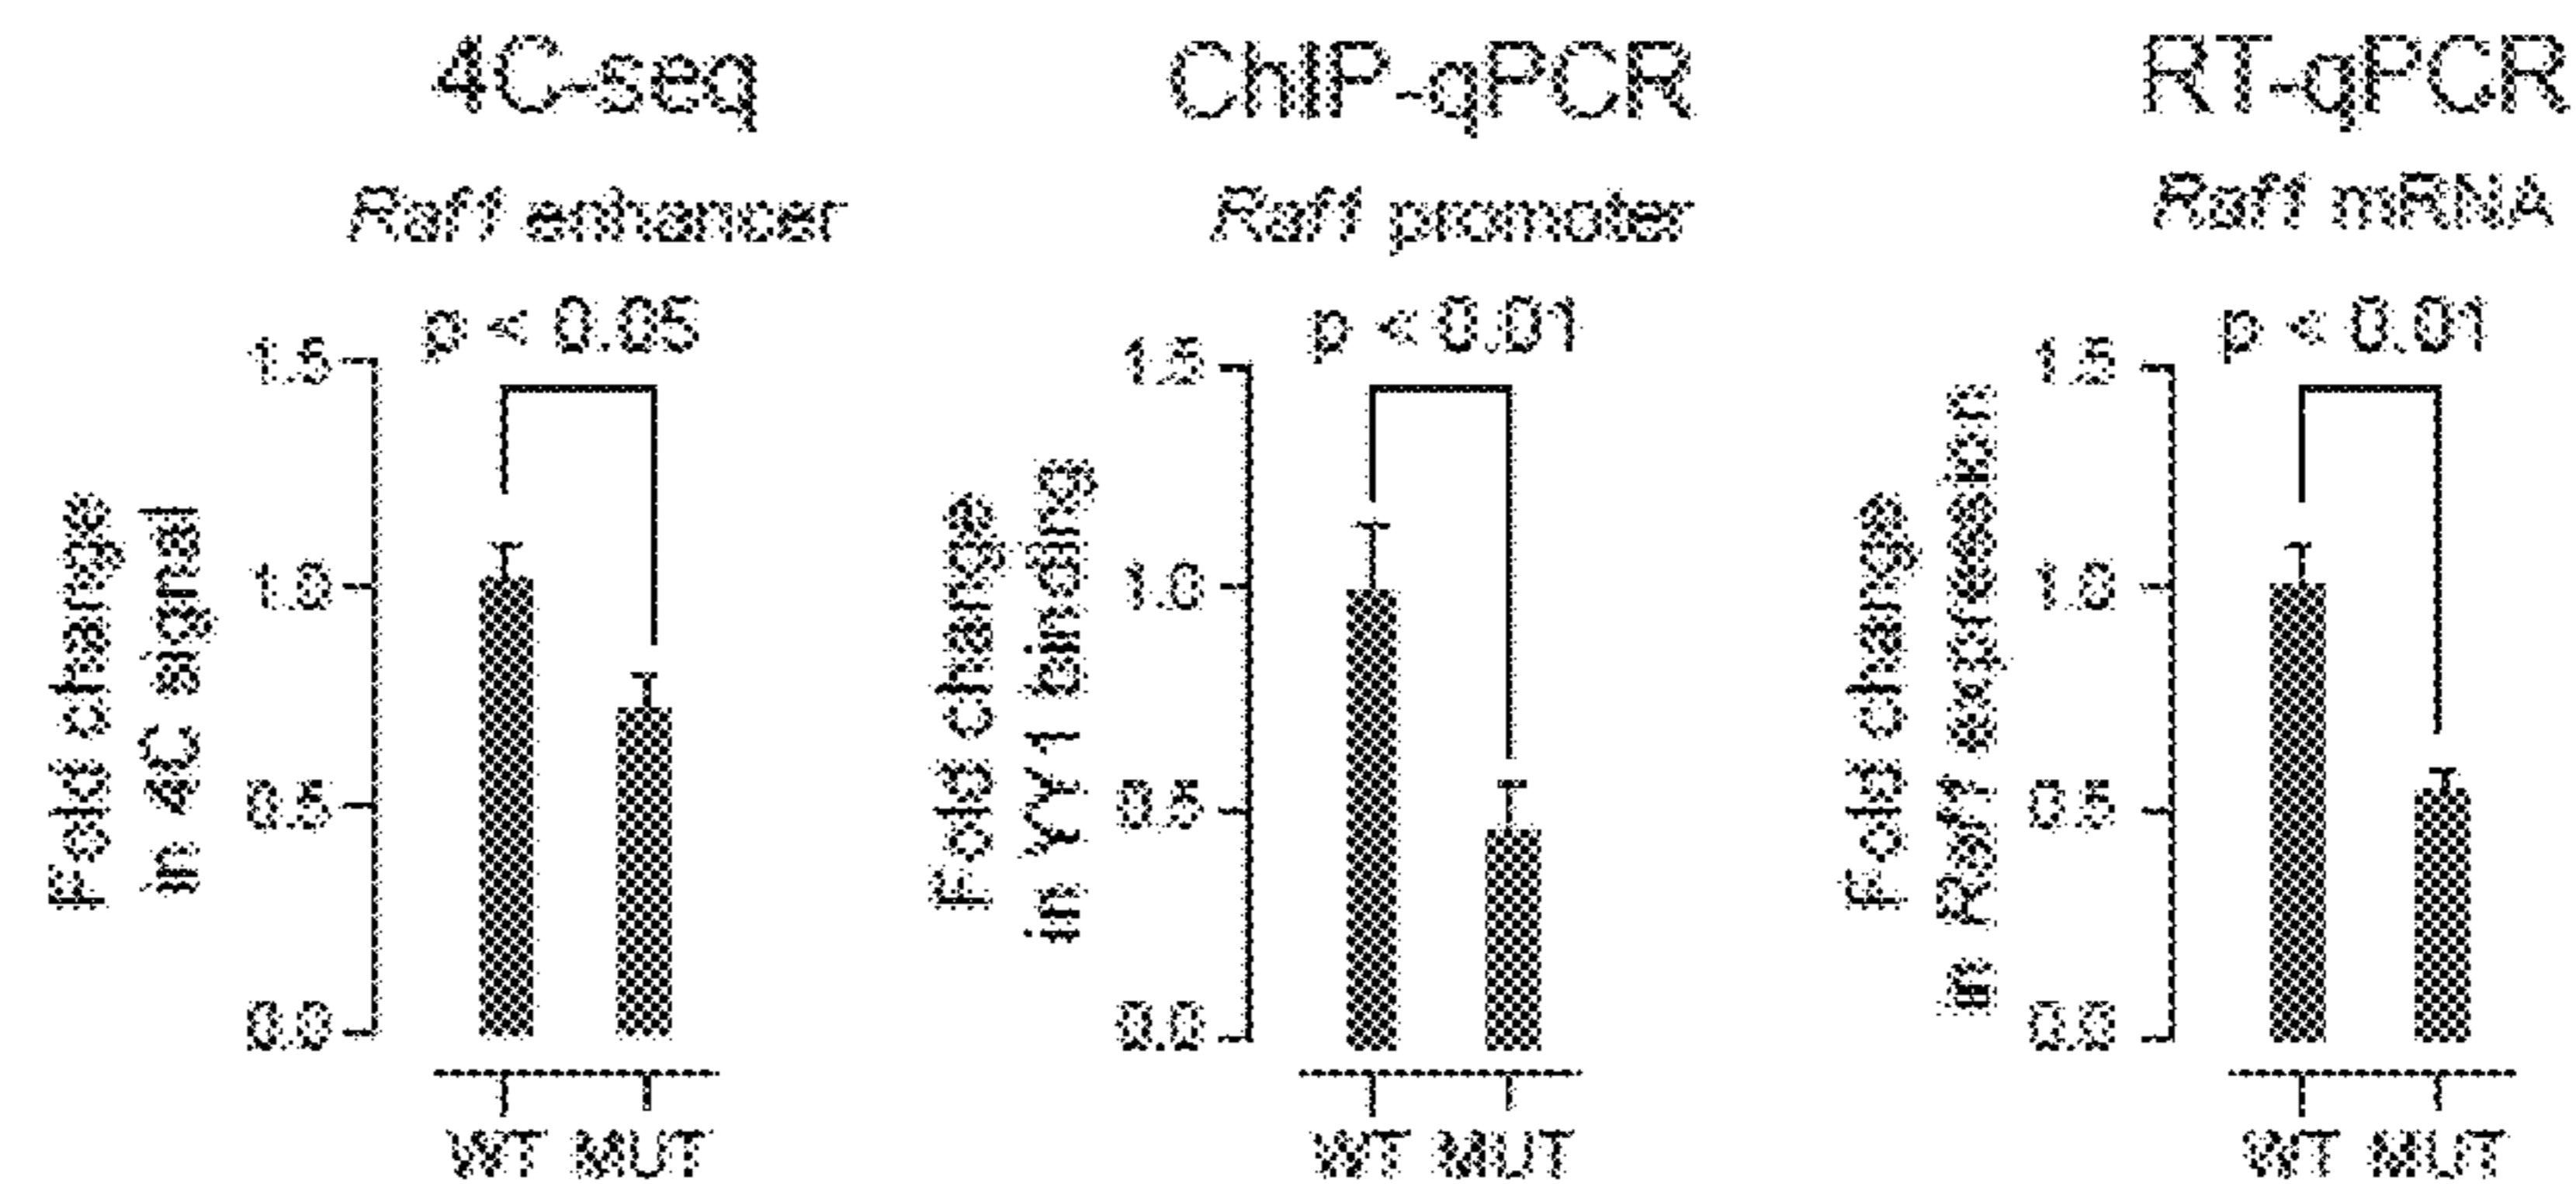 4C-seq
Raf1 enhancer
p < 0.05
Fold change
in 4C signal
1.5
1.0
0.5
0.0
WT MUT
ChIP-qPCR
Raf1 promoter
p < 0.01
Fold change
in YY1 binding
1.5
1.0
0.5
0.0
WT MUT
RT-qPCR
Raf1 mRNA
p < 0.01
Fold change
in Raf1 expression
1.5
1.0
0.5
0.0
WT MUT